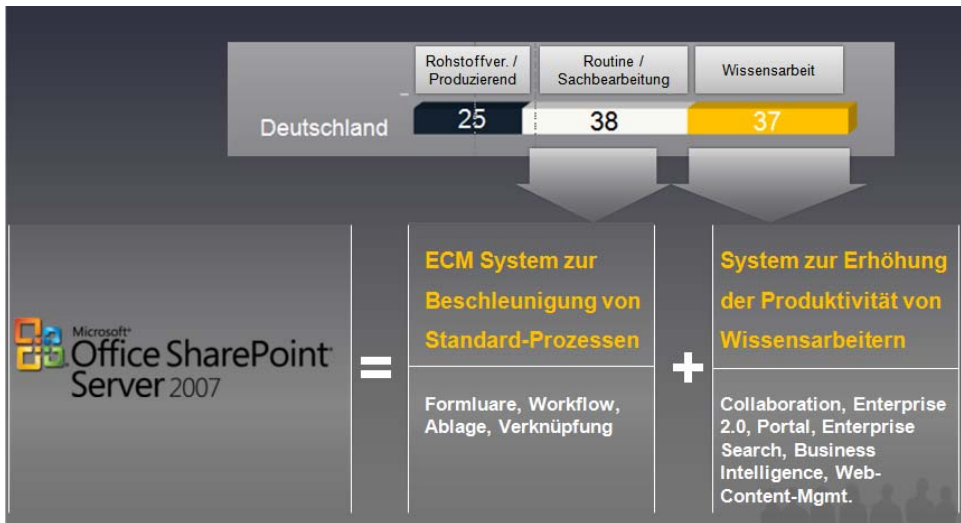 Rohstoffver. /
Produzierend
Routine /
Sachbearbeitung
Wissensarbeit
Deutschland
25
38
37
Microsoft®
Office SharePoint®
Server 2007
=
ECM System zur
Beschleunigung von
Standard-Prozessen
Formluare, Workflow,
Ablage, Verknüpfung
+
System zur Erhöhung
der Produktivität von
Wissensarbeitern
Collaboration, Enterprise
2.0, Portal, Enterprise
Search, Business
Intelligence, Web-
Content-Mgmt.